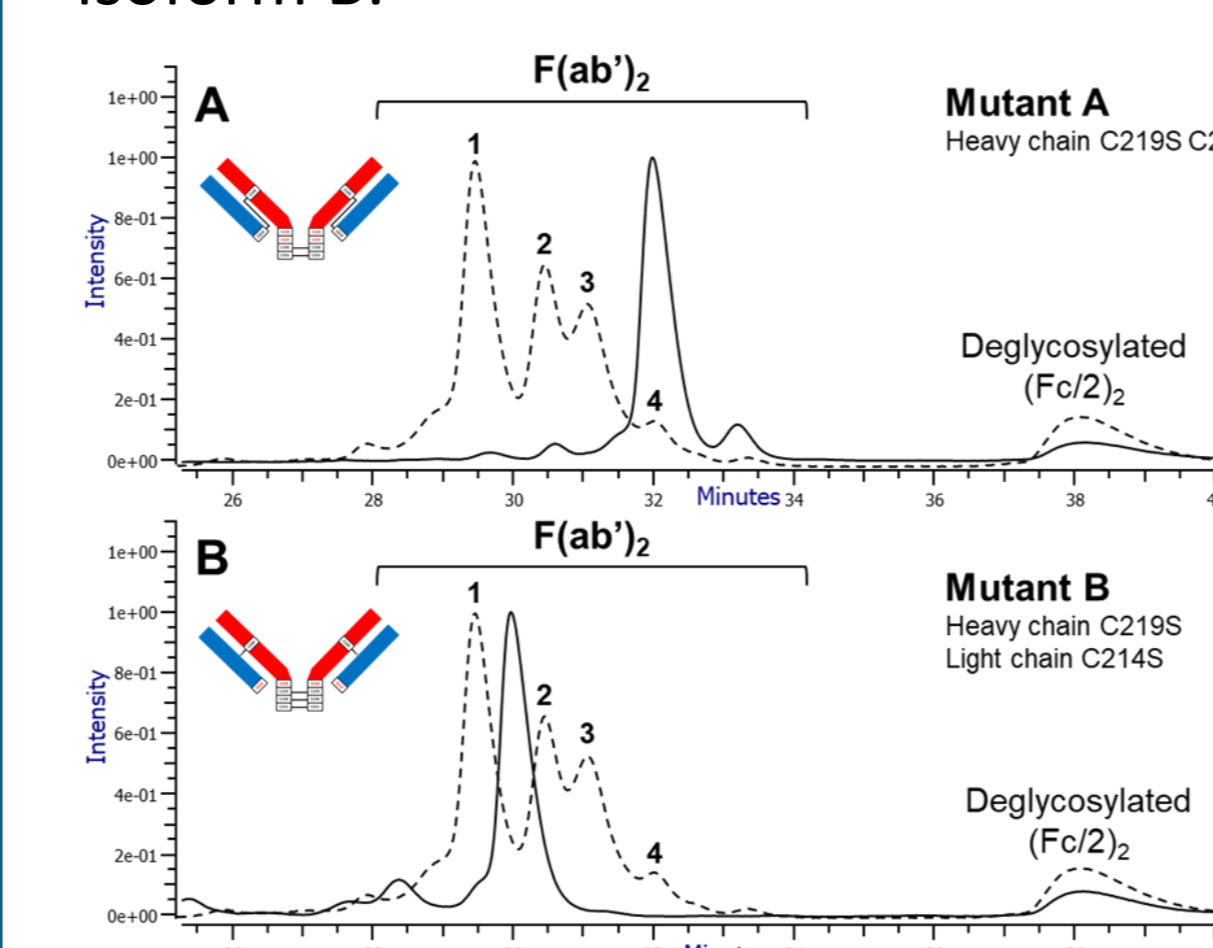 F(ab’)₂
A
Mutant A
Heavy chain C219S
1
2
3
4
Deglycosylated
(Fc/2)₂
Intensity
1e+00
1e+00
8e-01
6e-01
4e-01
2e-01
0e+00
26 28 30 32 Minutes 34 36 38
F(ab’)₂
B
Mutant B
Heavy chain C219S
Light chain C214S
1
2
3
4
Deglycosylated
(Fc/2)₂
Intensity
1e+00
1e+00
8e-01
6e-01
4e-01
2e-01
0e+00